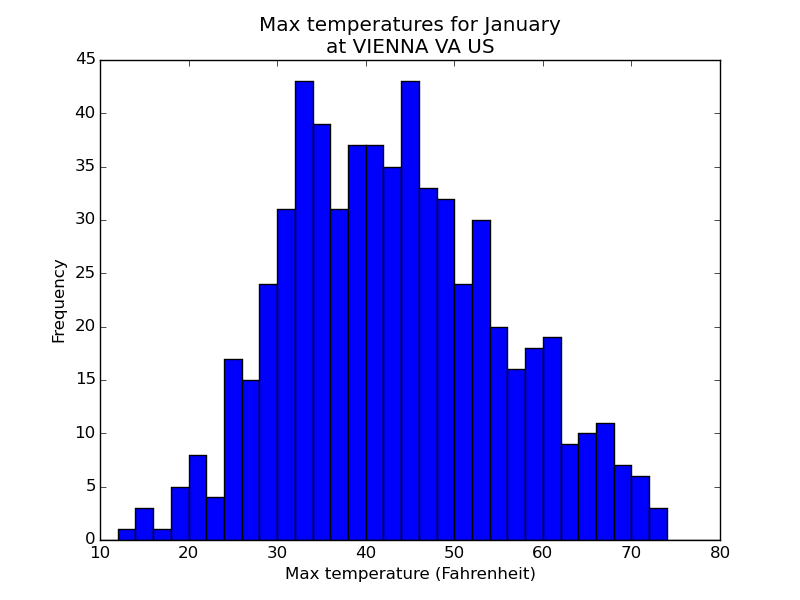 Max temperatures for January
at VIENNA VA US
45
40
35
30
25
20
15
10
5
0
Frequency
10 20 30 40 50 60 70 80
Max temperature (Fahrenheit)